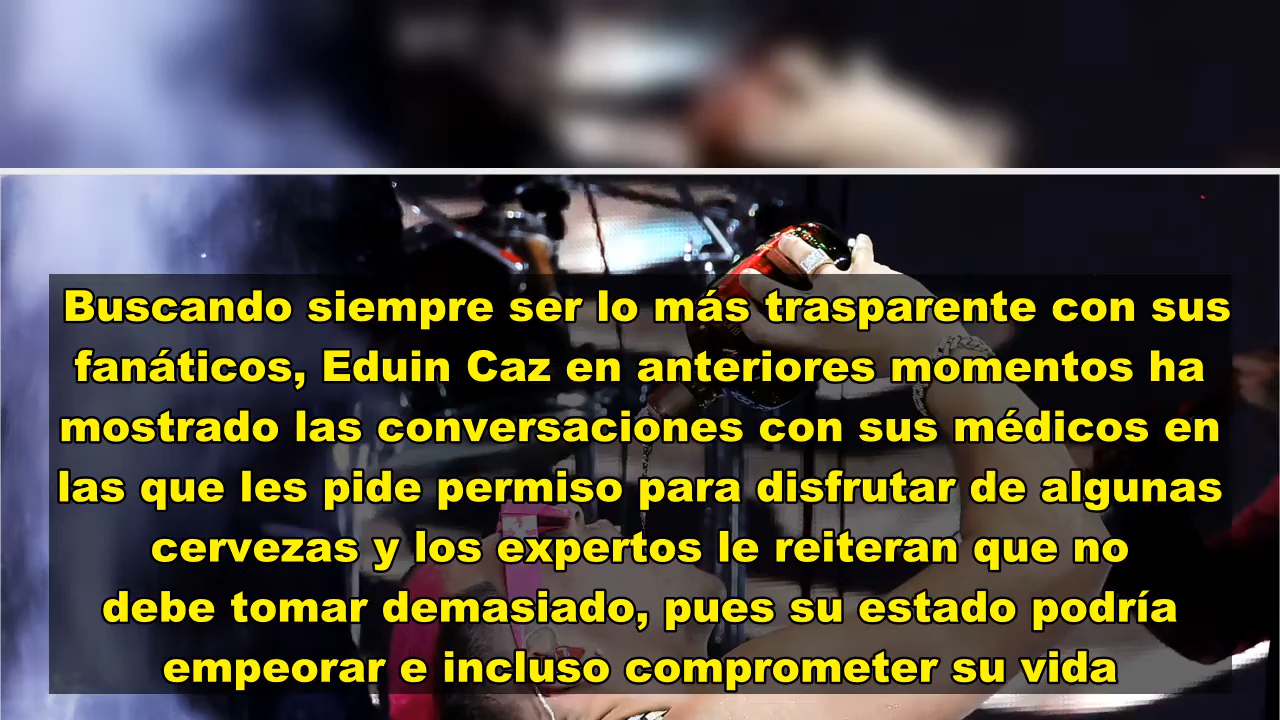 Buscando siempre ser lo más trasparente con sus
fanáticos, Eduin Caz en anteriores momentos ha
mostrado las conversaciones con sus médicos en
las que les pide permiso para disfrutar de algunas
cervezas y los expertos le reiteran que no
debe tomar demasiado, pues su estado podría
empeorar e incluso comprometer su vida